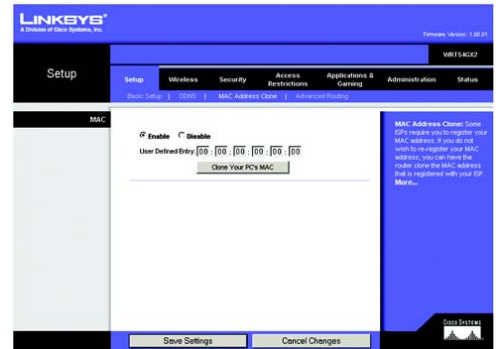 LINKSYS®
A Division of Cisco Systems, Inc.
Firmware Version: 1.00.01
WRT54GX2
Setup
Setup Wireless Security Access Restrictions Applications & Gaming Administration Status
Basic Setup | DDNS | MAC Address Clone | Advanced Routing
MAC
Enable Disable
User Defined Entry: 00 : 00 : 00 : 00 : 00 : 00
Clone Your PC's MAC
MAC Address Clone: Some
ISPs require you to register your
MAC address. If you do not
wish to re-register your MAC
address, you can have the
router clone the MAC address
that is registered with your ISP.
More...
CISCO SYSTEMS
Save Settings Cancel Changes